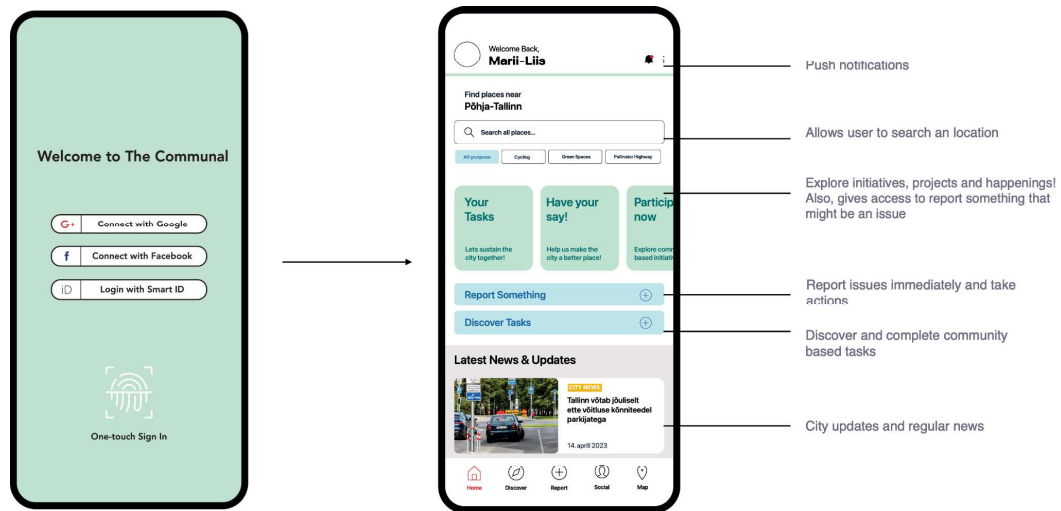 Welcome to The Communal
G+ Connect with Google
f Connect with Facebook
iD Login with Smart ID
One-touch Sign In
Welcome Back,
Marii-Liis
Find places near
Põhja-Tallinn
Search all places...
All purpose
Cycling
Green Spaces
Pollinator Highway
Your
Tasks
Lets sustain the
city together!
Have your
say!
Help us make the
city a better place!
Particip
now
Explore comm
based initiativ
Report Something
Discover Tasks
Latest News & Updates
CITY NEWS
Tallinn võtab jõuliselt
ette võitluse kõnniteedel
parkijatega
14. aprill 2023
Home
Discover
Report
Social
Map
Push notifications
Allows user to search an location
Explore initiatives, projects and happenings!
Also, gives access to report something that
might be an issue
Report issues immediately and take
actions
Discover and complete community
based tasks
City updates and regular news